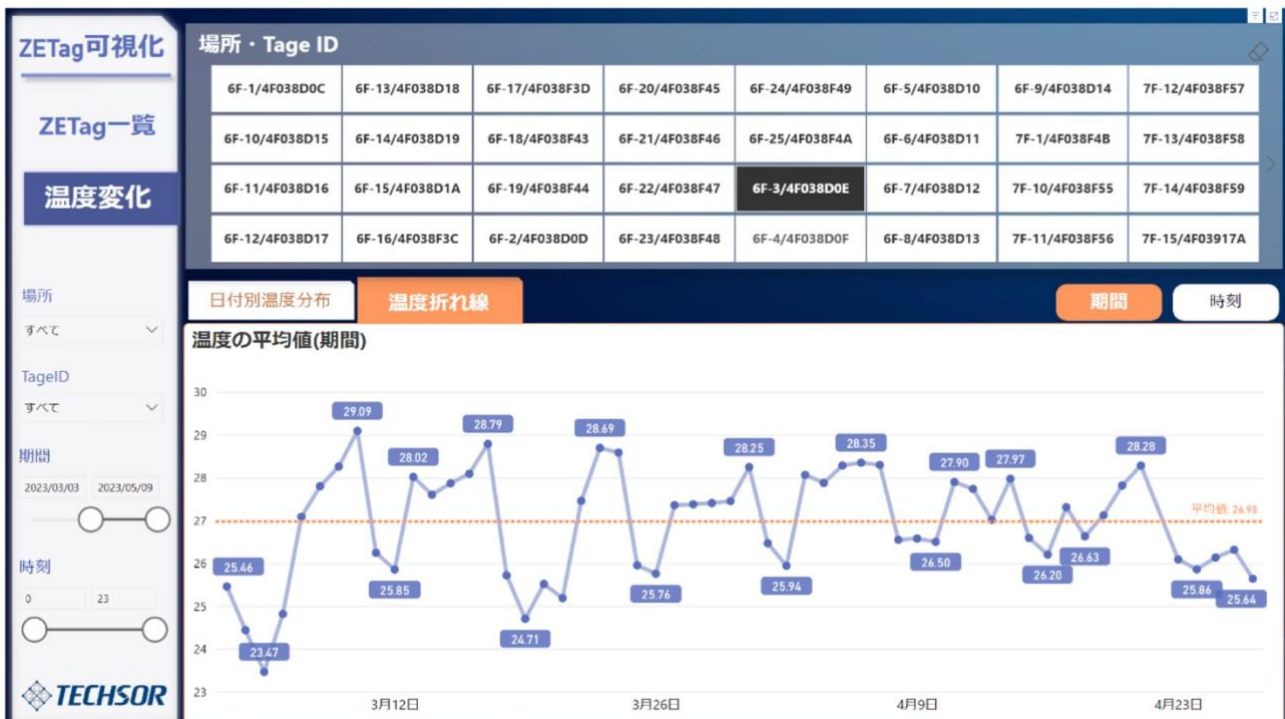 ZETag可視化
ZETag一覧
温度変化
場所
すべて
TageID
すべて
期間
2023/03/03 2023/05/09
時刻
0 23
TECHSOR
場所・Tage ID
6F-1/4F038D0C 6F-13/4F038D18 6F-17/4F038F3D 6F-20/4F038F45 6F-24/4F038F49 6F-5/4F038D10 6F-9/4F038D14 7F-12/4F038F57
6F-10/4F038D15 6F-14/4F038D19 6F-18/4F038F43 6F-21/4F038F46 6F-25/4F038F4A 6F-6/4F038D11 7F-1/4F038F4B 7F-13/4F038F58
6F-11/4F038D16 6F-15/4F038D1A 6F-19/4F038F44 6F-22/4F038F47 6F-3/4F038D0E 6F-7/4F038D12 7F-10/4F038F55 7F-14/4F038F59
6F-12/4F038D17 6F-16/4F038F3C 6F-2/4F038D0D 6F-23/4F038F48 6F-4/4F038D0F 6F-8/4F038D13 7F-11/4F038F56 7F-15/4F03917A
日付別温度分布 温度折れ線 期間 時刻
温度の平均値(期間)
30
29.09
28.79
28.69
29
28.02
28.25
28.35
27.90
27.97
28.28
28
平均値: 26.98
27
26
25.46
25.85
25.76
25.94
26.50
26.20
26.63
25.86
25.64
25
24.71
24
23.47
23
3月12日 3月26日 4月9日 4月23日